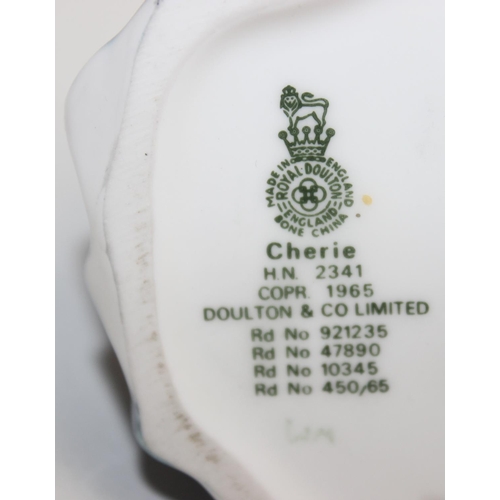 MADE IN ENGLAND
ROYAL·DOULTON
ENGLAND
BONE CHINA
Cherie
H.N. 2341
COPR. 1965
DOULTON & CO LIMITED
Rd No 921235
Rd No 47890
Rd No 10345
Rd No 450/65